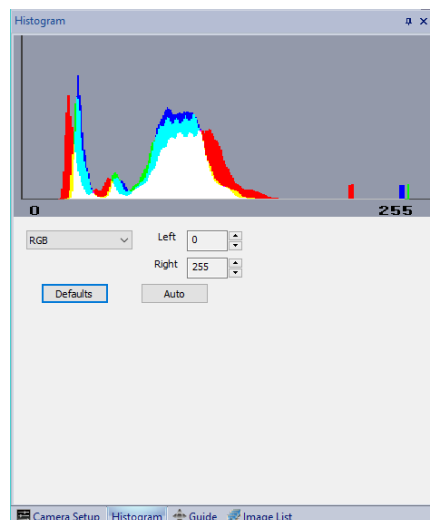 Histogram
0 255
RGB Left 0
Right 255
Defaults Auto
Camera Setup Histogram Guide Image List